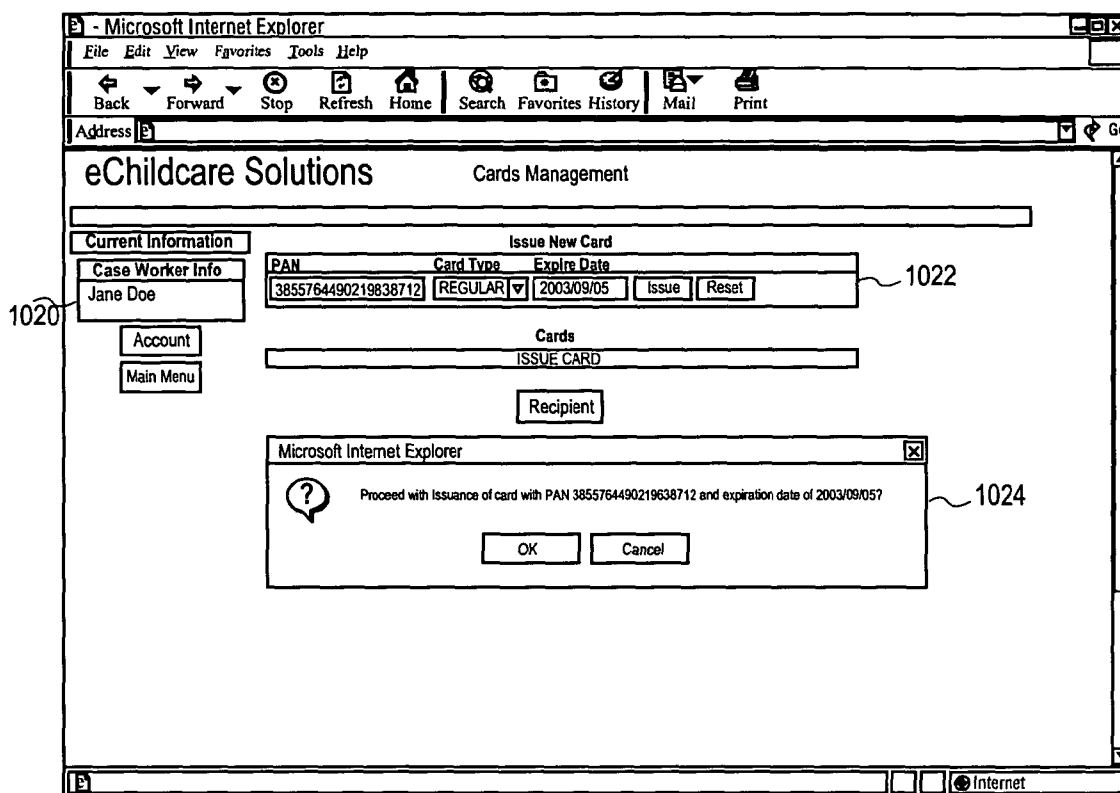 - Microsoft Internet Explorer
File Edit View Favorites Tools Help
Back Forward Stop Refresh Home Search Favorites History Mail Print
Address Go
eChildcare Solutions Cards Management
Current Information
Case Worker Info
Jane Doe
1020
Account
Main Menu
Issue New Card
PAN Card Type Expire Date
3855764490219838712 REGULAR 2003/09/05 Issue Reset
1022
Cards
ISSUE CARD
Recipient
Microsoft Internet Explorer
Proceed with Issuance of card with PAN 3855764490219638712 and expiration date of 2003/09/05?
1024
OK Cancel
Internet